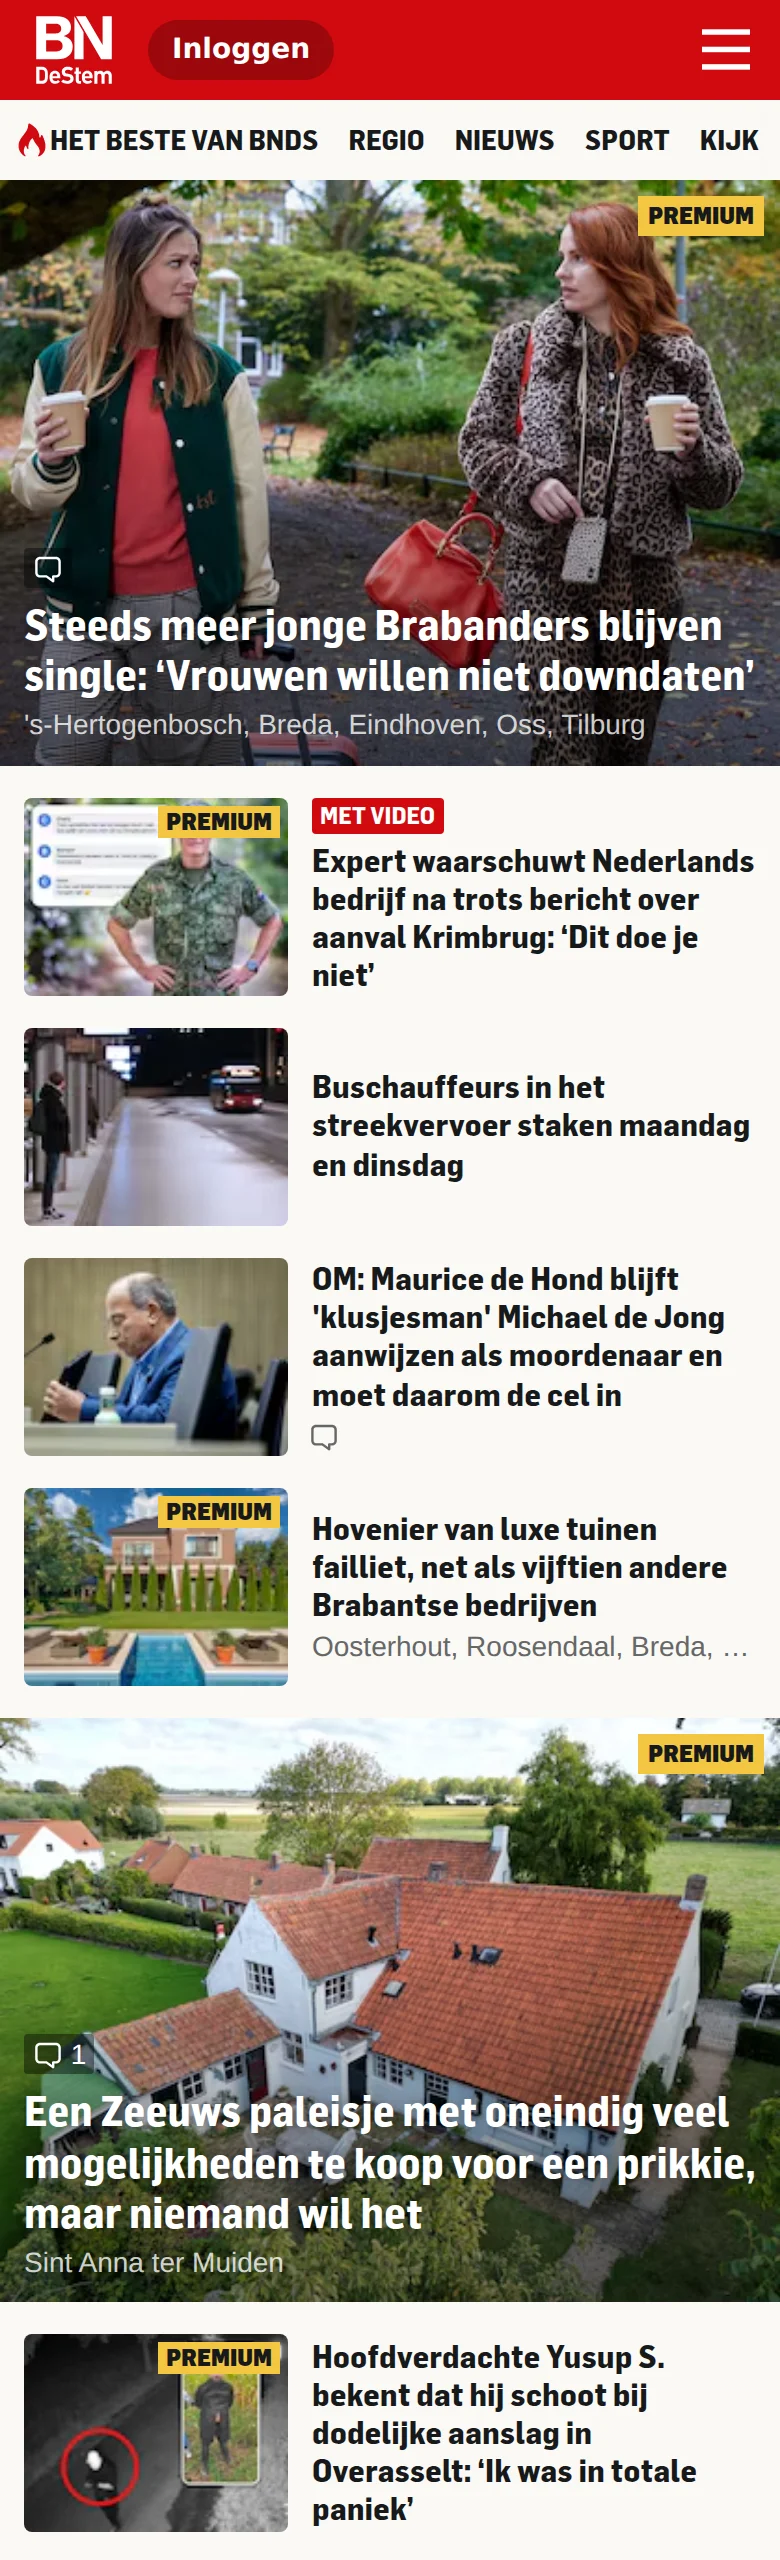 BN
DeStem
Inloggen
HET BESTE VAN BNDS
REGIO
NIEUWS
SPORT
KIJK
PREMIUM
Steeds meer jonge Brabanders blijven
single: ‘Vrouwen willen niet downdaten’
's-Hertogenbosch, Breda, Eindhoven, Oss, Tilburg
PREMIUM
MET VIDEO
Expert waarschuwt Nederlands
bedrijf na trots bericht over
aanval Krimbrug: ‘Dit doe je
niet’
Buschauffeurs in het
streekvervoer staken maandag
en dinsdag
OM: Maurice de Hond blijft
'klusjesman' Michael de Jong
aanwijzen als moordenaar en
moet daarom de cel in
PREMIUM
Hovenier van luxe tuinen
failliet, net als vijftien andere
Brabantse bedrijven
Oosterhout, Roosendaal, Breda, …
PREMIUM
1
Een Zeeuws paleisje met oneindig veel
mogelijkheden te koop voor een prikkie,
maar niemand wil het
Sint Anna ter Muiden
PREMIUM
Hoofdverdachte Yusup S.
bekent dat hij schoot bij
dodelijke aanslag in
Overasselt: ‘Ik was in totale
paniek’